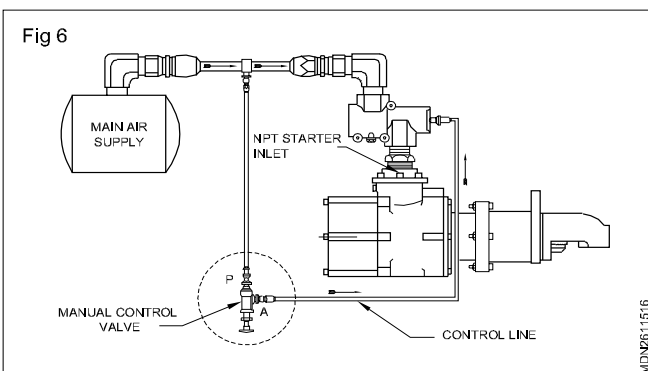 Fig 6
MAIN AIR
SUPPLY
NPT STARTER
INLET
P
A
MANUAL CONTROL
VALVE
CONTROL LINE
MDN2611516